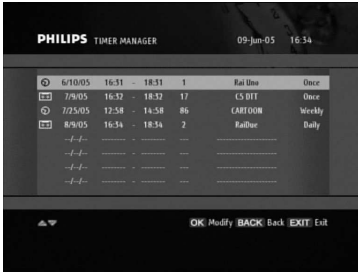 PHILIPS TIMER MANAGER 09-Jun-05 16:34
6/10/05 16:31 - 18:31 1 Rai Uno Once
7/9/05 16:32 - 18:32 17 C5 DTT Once
7/25/05 12:58 - 14:58 86 CARTOON Weekly
8/9/05 16:34 - 18:34 2 RaiDue Daily
--/--/-- -------- - -------- --- ----------------
--/--/-- -------- - -------- --- ----------------
--/--/-- -------- - -------- --- ----------------
--/--/-- -------- - -------- --- ----------------
OK Modify BACK Back EXIT Exit